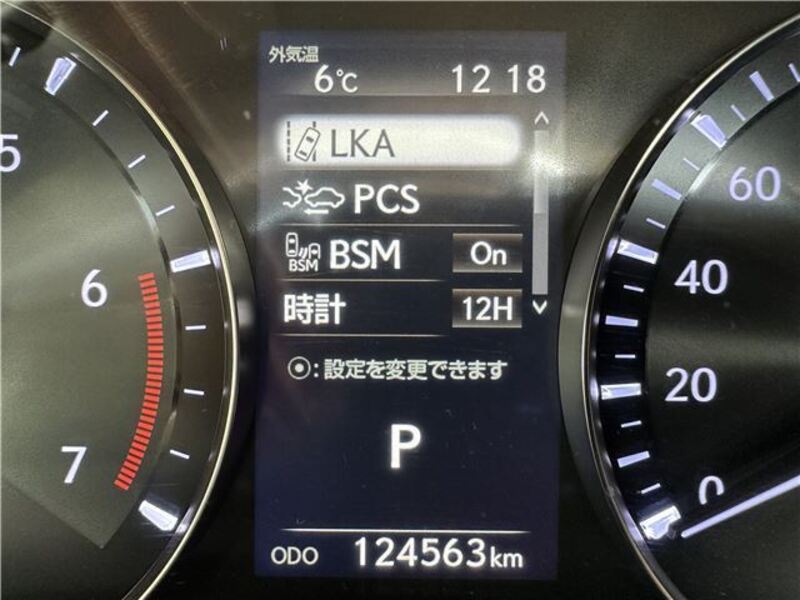 外気温
6℃ 12 18
LKA
PCS
BSM BSM On
時計 12H
⦿:設定を変更できます
P
ODO 124563km
5
6
7
60
40
20
0